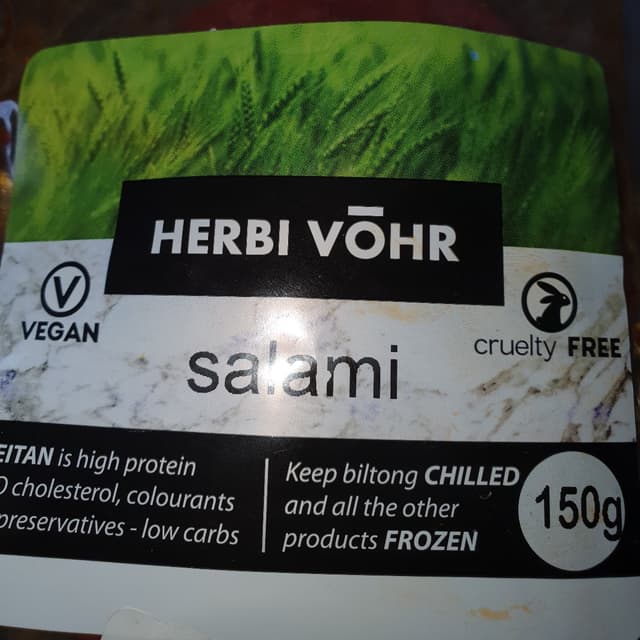 HERBI VŌHR
V
VEGAN
cruelty FREE
salami
EITAN is high protein
O cholesterol, colourants
preservatives - low carbs
Keep biltong CHILLED
and all the other
products FROZEN
150g